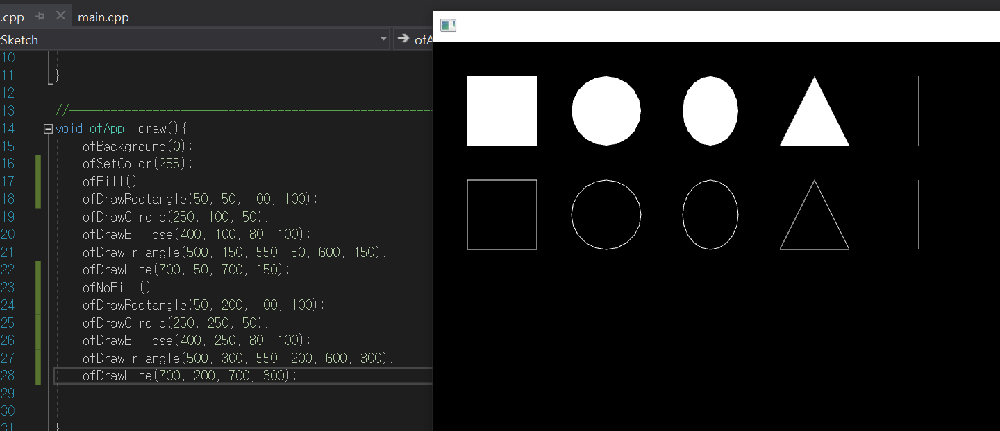 .cpp main.cpp
Sketch
ofA
10
11 }
12
13 //------------------------------------------------------
14 void ofApp::draw(){
15 ofBackground(0);
16 ofSetColor(255);
17 ofFill();
18 ofDrawRectangle(50, 50, 100, 100);
19 ofDrawCircle(250, 100, 50);
20 ofDrawEllipse(400, 100, 80, 100);
21 ofDrawTriangle(500, 150, 550, 50, 600, 150);
22 ofDrawLine(700, 50, 700, 150);
23 ofNoFill();
24 ofDrawRectangle(50, 200, 100, 100);
25 ofDrawCircle(250, 250, 50);
26 ofDrawEllipse(400, 250, 80, 100);
27 ofDrawTriangle(500, 300, 550, 200, 600, 300);
28 ofDrawLine(700, 200, 700, 300);
29
30
31 }